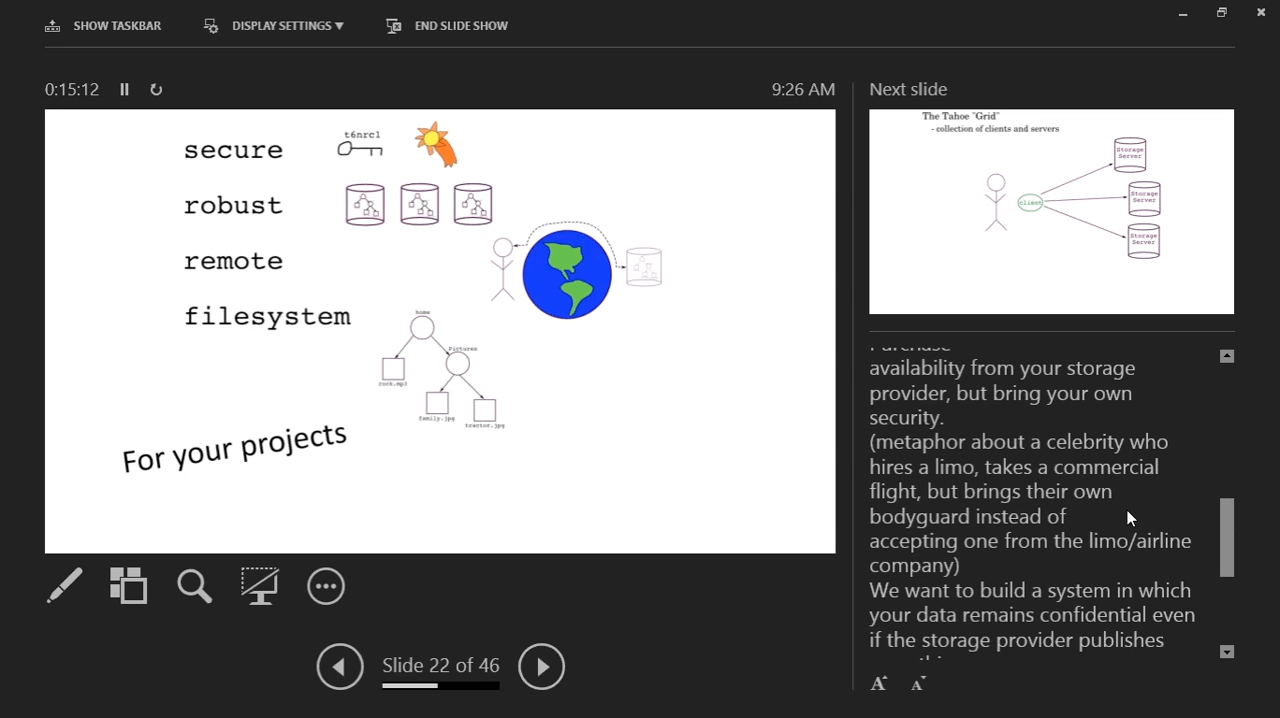 SHOW TASKBAR
DISPLAY SETTINGS ▼
END SLIDE SHOW
0:15:12
9:26 AM
secure
t6nrc1
robust
remote
filesystem
home
Pictures
rock.mp3
family.jpg
tractor.jpg
For your projects
Slide 22 of 46
Next slide
The Tahoe "Grid"
- collection of clients and servers
Storage
Server
client
Storage
Server
Storage
Server
Purchase
availability from your storage
provider, but bring your own
security.
(metaphor about a celebrity who
hires a limo, takes a commercial
flight, but brings their own
bodyguard instead of
accepting one from the limo/airline
company)
We want to build a system in which
your data remains confidential even
if the storage provider publishes
A
A